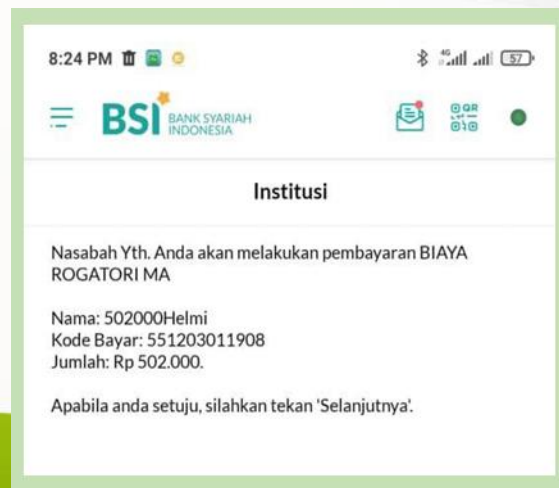 8:24 PM
4G
57
BSI BANK SYARIAH
INDONESIA
QR
Institusi
Nasabah Yth. Anda akan melakukan pembayaran BIAYA
ROGATORI MA
Nama: 502000Helmi
Kode Bayar: 551203011908
Jumlah: Rp 502.000.
Apabila anda setuju, silahkan tekan 'Selanjutnya'.